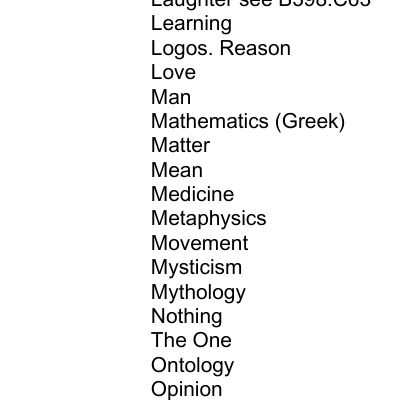 Laughter see B398.C63
Learning
Logos. Reason
Love
Man
Mathematics (Greek)
Matter
Mean
Medicine
Metaphysics
Movement
Mysticism
Mythology
Nothing
The One
Ontology
Opinion